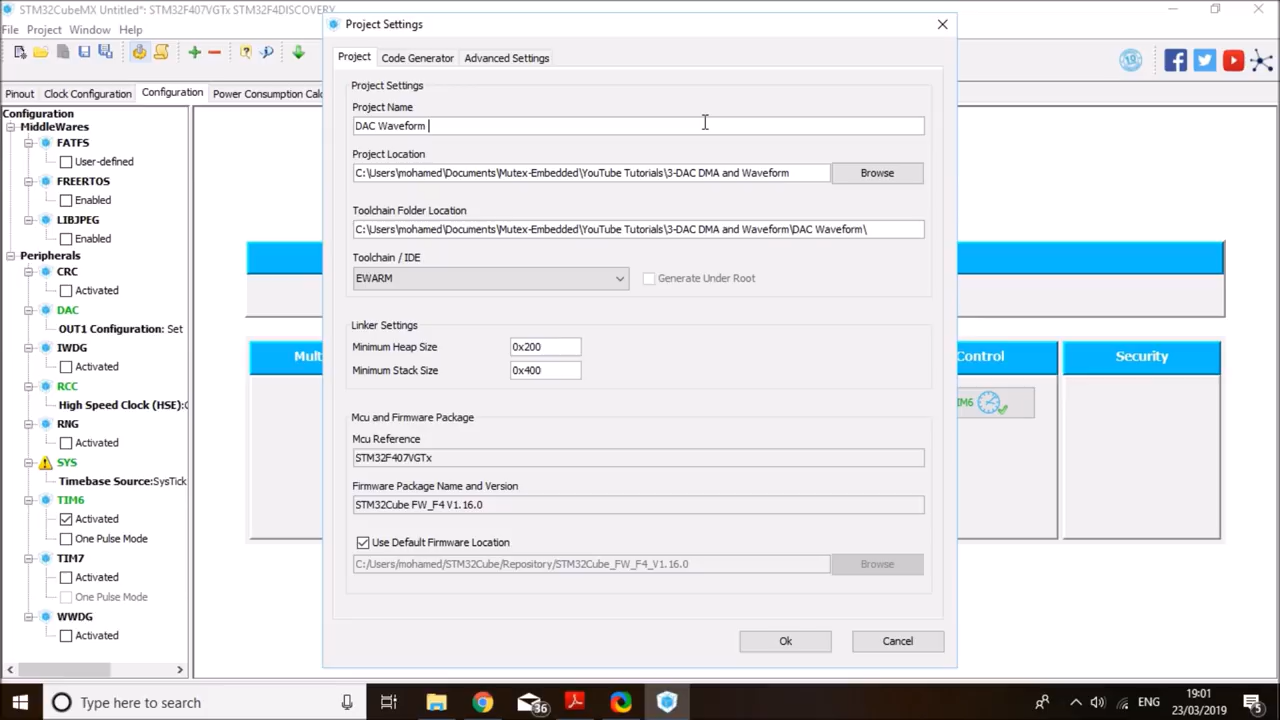 STM32CubeMX Untitled*: STM32F407VGTx STM32F4DISCOVERY
File Project Window Help
Pinout Clock Configuration Configuration Power Consumption Calc
Configuration
MiddleWares
FATFS
User-defined
FREERTOS
Enabled
LIBJPEG
Enabled
Peripherals
CRC
Activated
DAC
OUT1 Configuration: Set
IWDG
Activated
RCC
High Speed Clock (HSE):C
RNG
Activated
SYS
Timebase Source:SysTick
TIM6
Activated
One Pulse Mode
TIM7
Activated
One Pulse Mode
WWDG
Activated
Mult
Control
Security
IM6
Project Settings
Project Code Generator Advanced Settings
Project Settings
Project Name
DAC Waveform
Project Location
C:\Users\mohamed\Documents\Mutex-Embedded\YouTube Tutorials\3-DAC DMA and Waveform
Browse
Toolchain Folder Location
C:\Users\mohamed\Documents\Mutex-Embedded\YouTube Tutorials\3-DAC DMA and Waveform\DAC Waveform\
Toolchain / IDE
EWARM
Generate Under Root
Linker Settings
Minimum Heap Size 0x200
Minimum Stack Size 0x400
Mcu and Firmware Package
Mcu Reference
STM32F407VGTx
Firmware Package Name and Version
STM32Cube FW_F4 V1.16.0
Use Default Firmware Location
C:/Users/mohamed/STM32Cube/Repository/STM32Cube_FW_F4_V1.16.0
Browse
Ok Cancel
Type here to search
36
ENG
19:01
23/03/2019
5